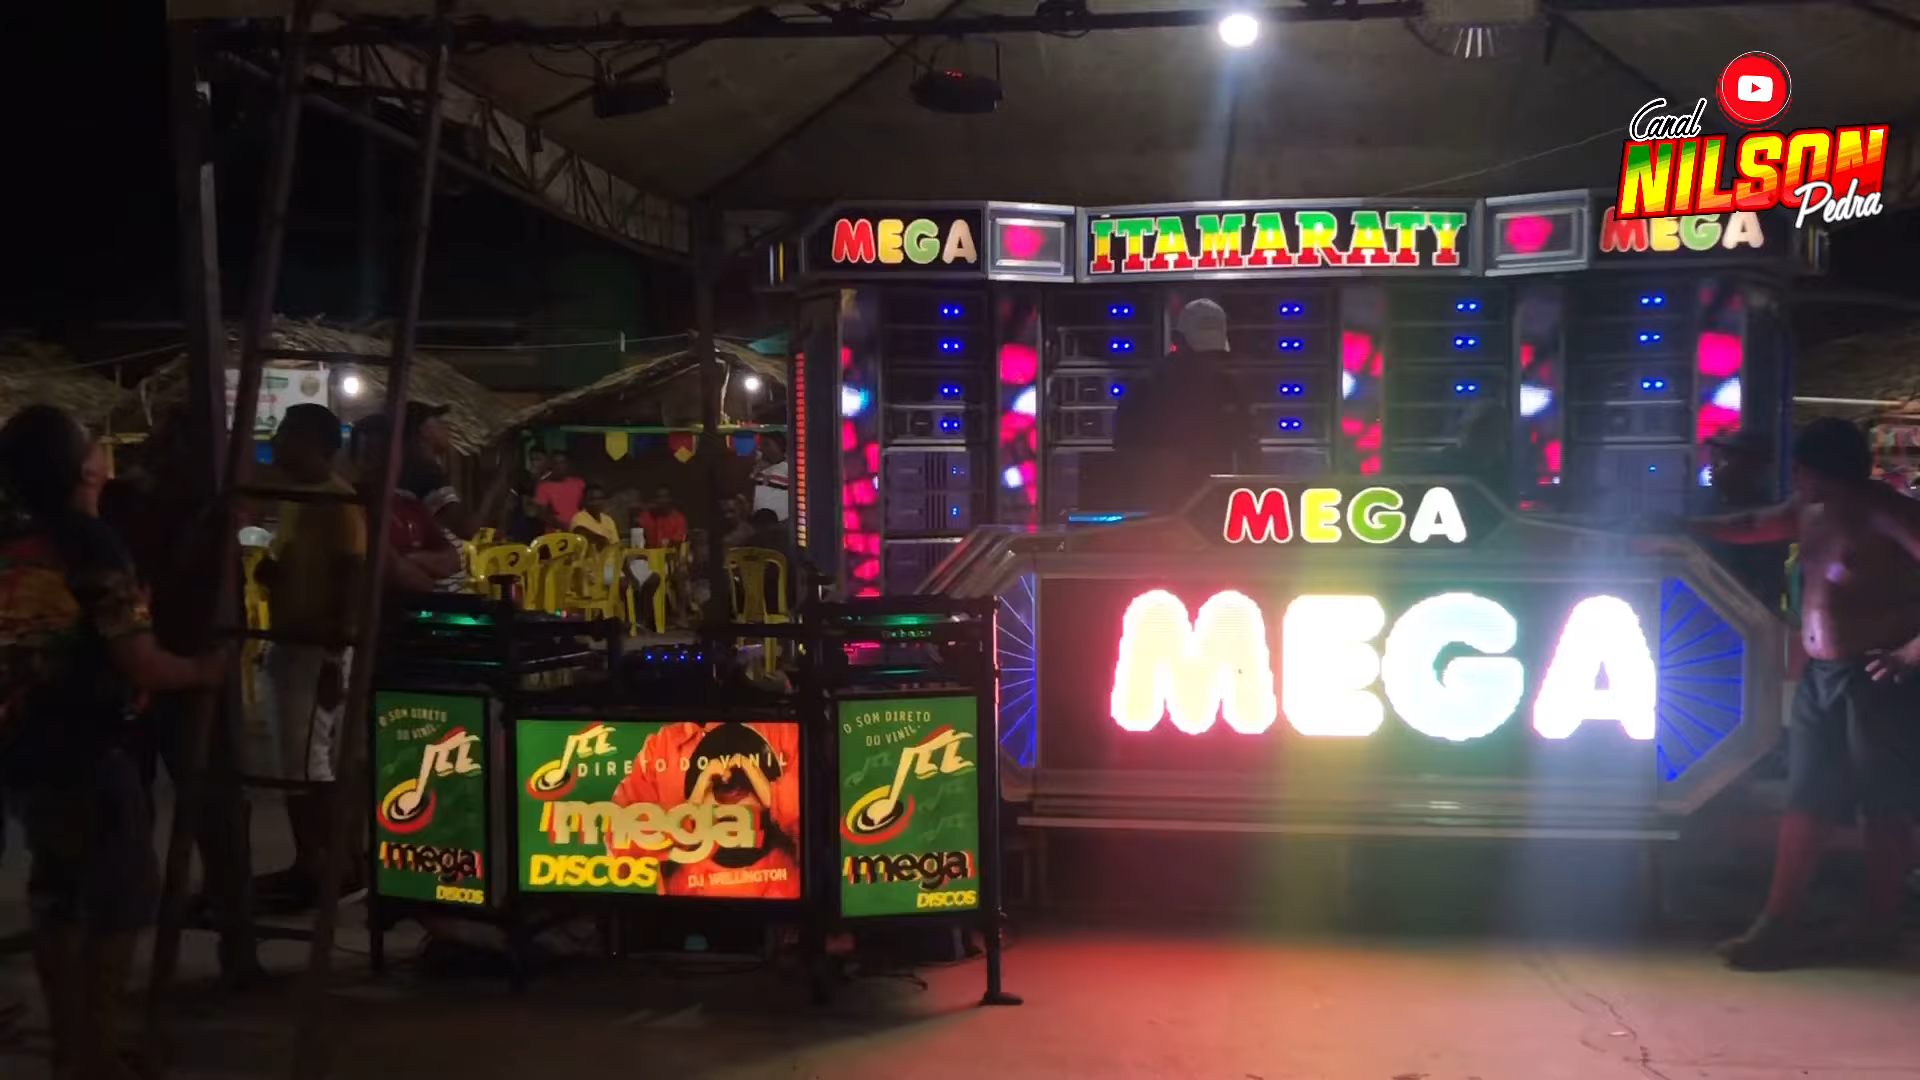 Canal
NILSON
Pedra
MEGA
ITAMARATY
MEGA
MEGA
MEGA
O SOM DIRETO
DO VINIL.
mega
DISCOS
DIRETO DO VINIL
mega
DISCOS
DJ WELLINGTON
O SOM DIRETO
DO VINIL.
mega
DISCOS